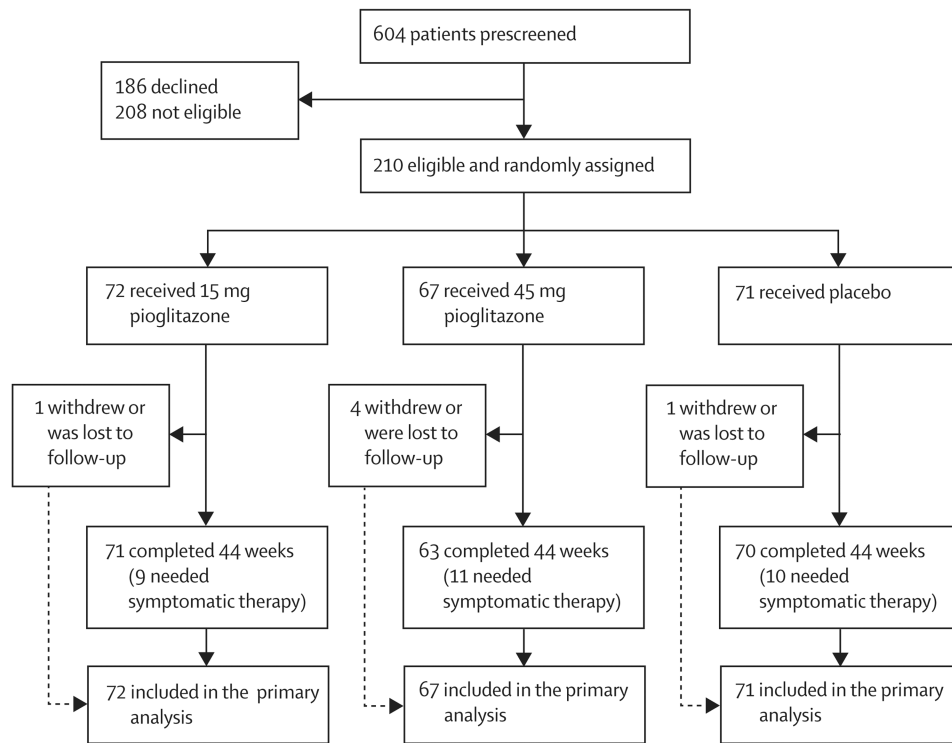 604 patients prescreened
186 declined
208 not eligible
210 eligible and randomly assigned
72 received 15 mg
pioglitazone
67 received 45 mg
pioglitazone
71 received placebo
1 withdrew or
was lost to
follow-up
4 withdrew or
were lost to
follow-up
1 withdrew or
was lost to
follow-up
71 completed 44 weeks
(9 needed
symptomatic therapy)
63 completed 44 weeks
(11 needed
symptomatic therapy)
70 completed 44 weeks
(10 needed
symptomatic therapy)
72 included in the primary
analysis
67 included in the primary
analysis
71 included in the primary
analysis